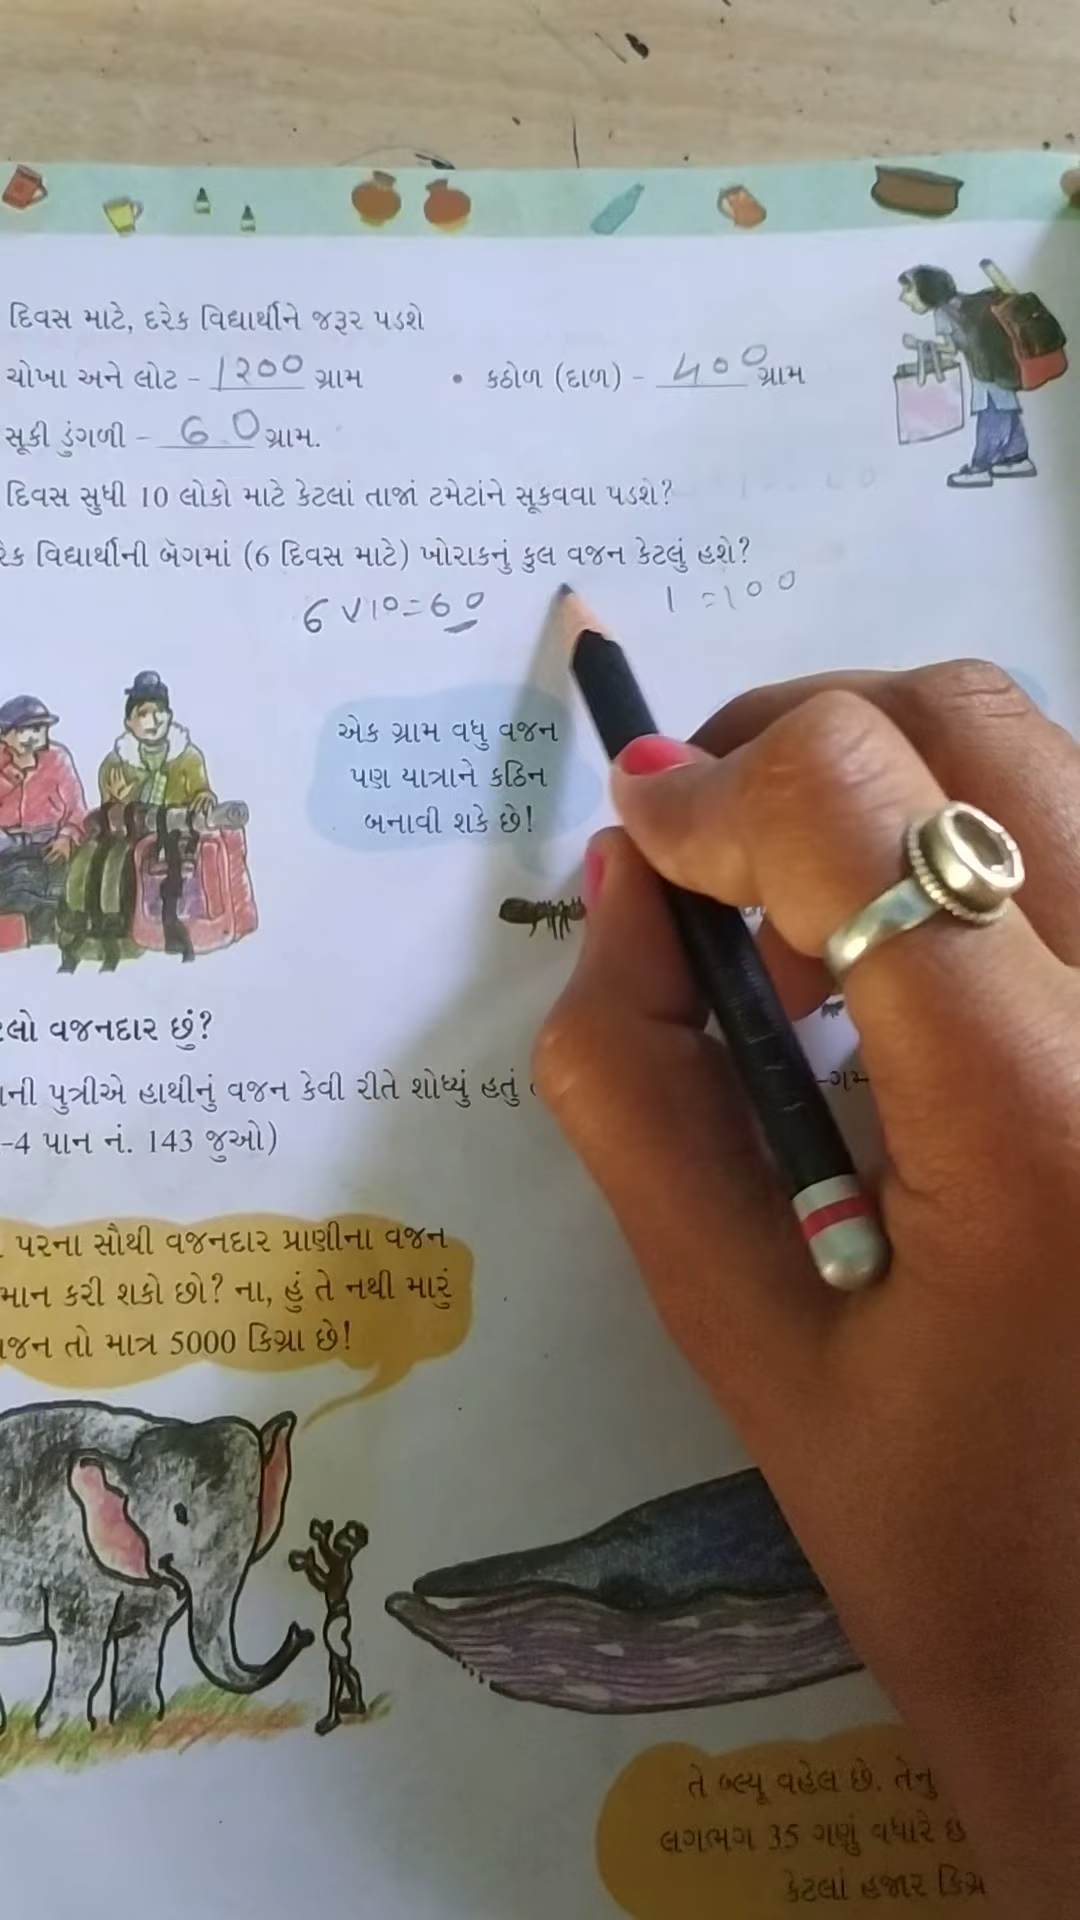 દિવસ માટે, દરેક વિદ્યાર્થીને જરૂર પડશે
ચોખા અને લોટ - 1200 ગ્રામ • કઠોળ (દાળ) - 400 ગ્રામ
સૂકી ડુંગળી - 60 ગ્રામ.
દિવસ સુધી 10 લોકો માટે કેટલાં તાજાં ટમેટાંને સૂકવવા પડશે?
વિદ્યાર્થીની બૅગમાં (6 દિવસ માટે) ખોરાકનું કુલ વજન કેટલું હશે?
6 x 10 = 60 1 = 100
એક ગ્રામ વધુ વજન
પણ યાત્રાને કઠિન
બનાવી શકે છે!
વજનદાર છું?
પુત્રીએ હાથીનું વજન કેવી રીતે શોધ્યું હતું
-4 પાન નં. 143 જુઓ)
પરના સૌથી વજનદાર પ્રાણીના વજન
કરી શકો છો? ના, હું તે નથી મારું
તો માત્ર 5000 કિગ્રા છે!
તે બ્લ્યૂ વહેલ છે. તેનુ
લગભગ 35 ગણું વધારે છે
કેટલાં હજાર કિગ્ર